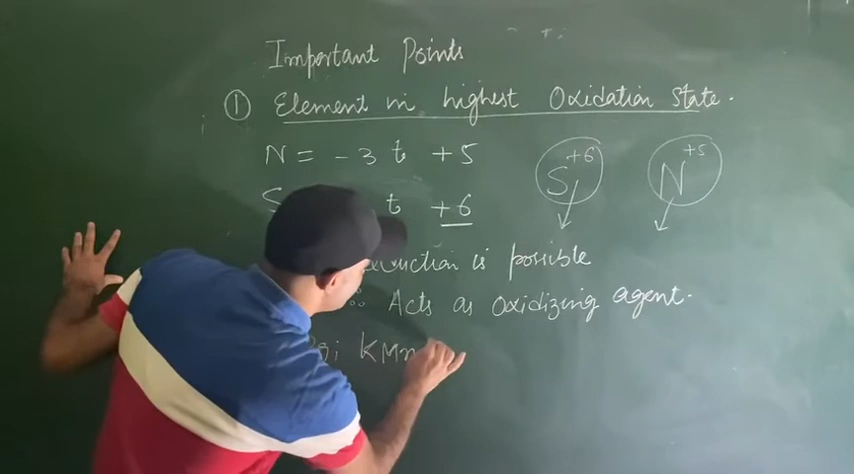 Important Points
① Element in highest Oxidation state.
N = -3 to +5 S+6 N+5
S to +6
is possible
∴ Acts as oxidizing agent.
KMn